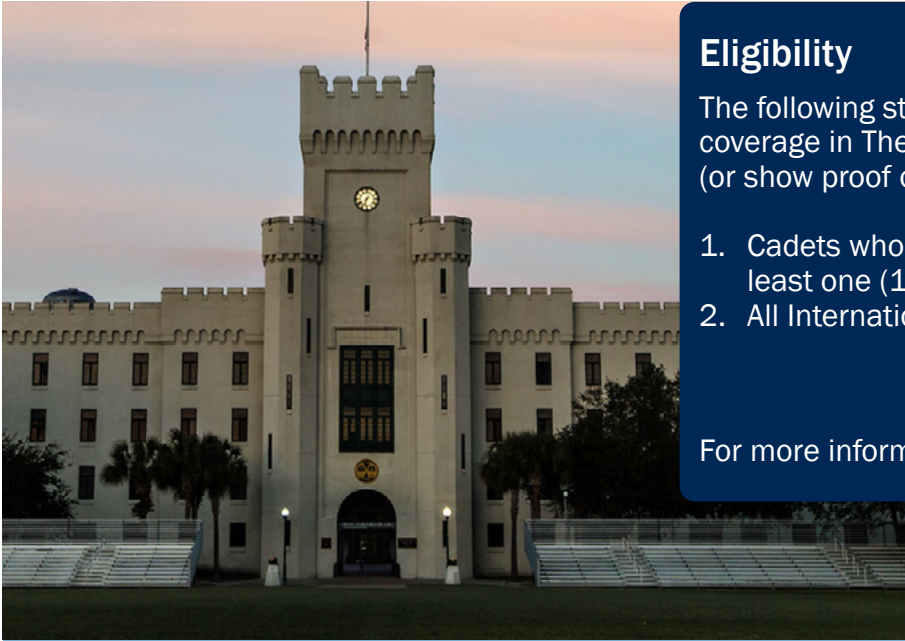 Eligibility
The following st
coverage in The
(or show proof
1. Cadets who
least one (1
2. All Internati
For more inform